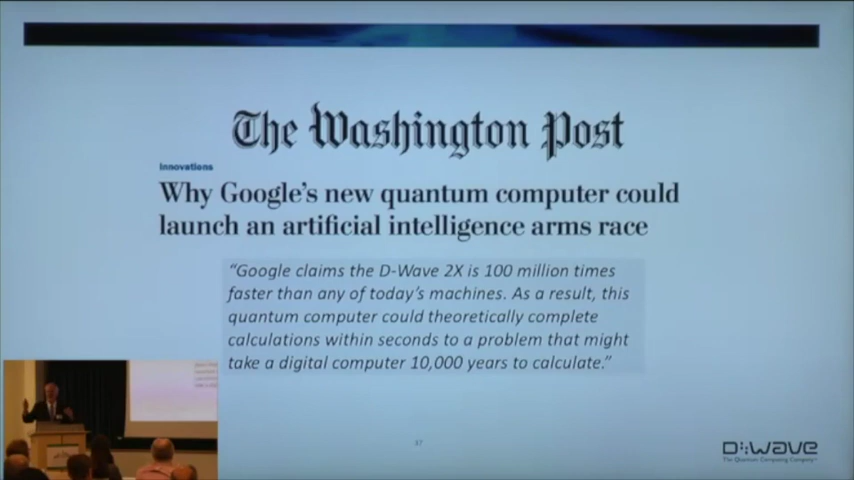 The Washington Post
Innovations
Why Google's new quantum computer could
launch an artificial intelligence arms race
"Google claims the D-Wave 2X is 100 million times
faster than any of today's machines. As a result, this
quantum computer could theoretically complete
calculations within seconds to a problem that might
take a digital computer 10,000 years to calculate."
37
D:Wave
The Quantum Computing Company™